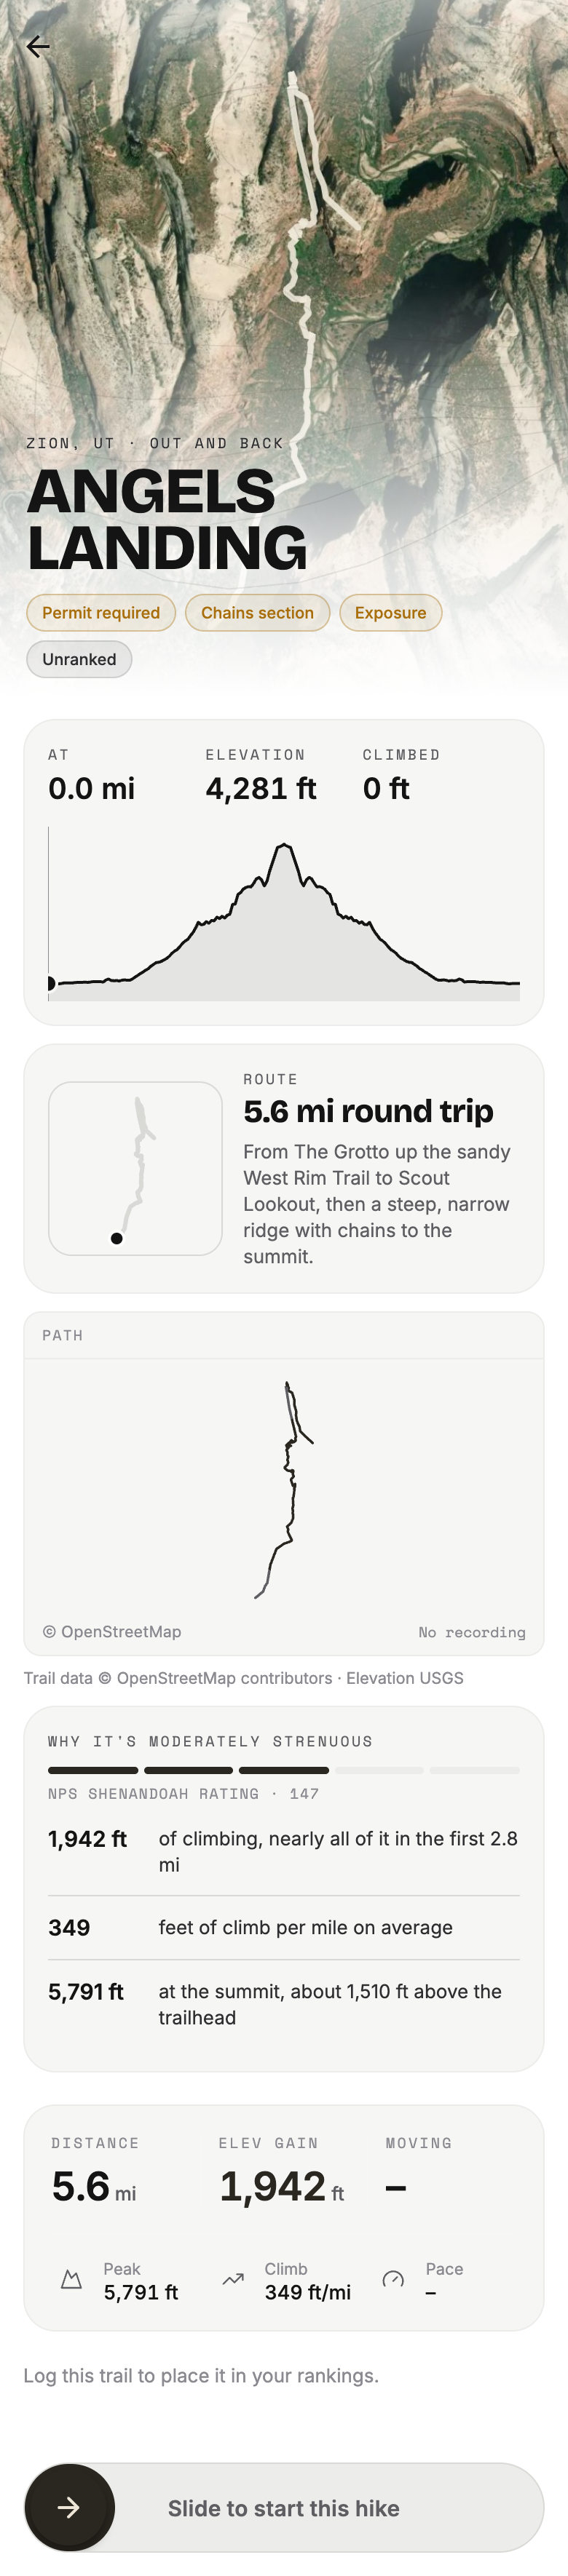 ZION, UT · OUT AND BACK
ANGELS
LANDING
Permit required
Chains section
Exposure
Unranked
AT
ELEVATION
CLIMBED
0.0 mi
4,281 ft
0 ft
ROUTE
5.6 mi round trip
From The Grotto up the sandy
West Rim Trail to Scout
Lookout, then a steep, narrow
ridge with chains to the
summit.
PATH
© OpenStreetMap
No recording
Trail data © OpenStreetMap contributors · Elevation USGS
WHY IT'S MODERATELY STRENUOUS
NPS SHENANDOAH RATING · 147
1,942 ft
of climbing, nearly all of it in the first 2.8
mi
349
feet of climb per mile on average
5,791 ft
at the summit, about 1,510 ft above the
trailhead
DISTANCE
ELEV GAIN
MOVING
5.6 mi
1,942 ft
–
Peak
5,791 ft
Climb
349 ft/mi
Pace
–
Log this trail to place it in your rankings.
Slide to start this hike